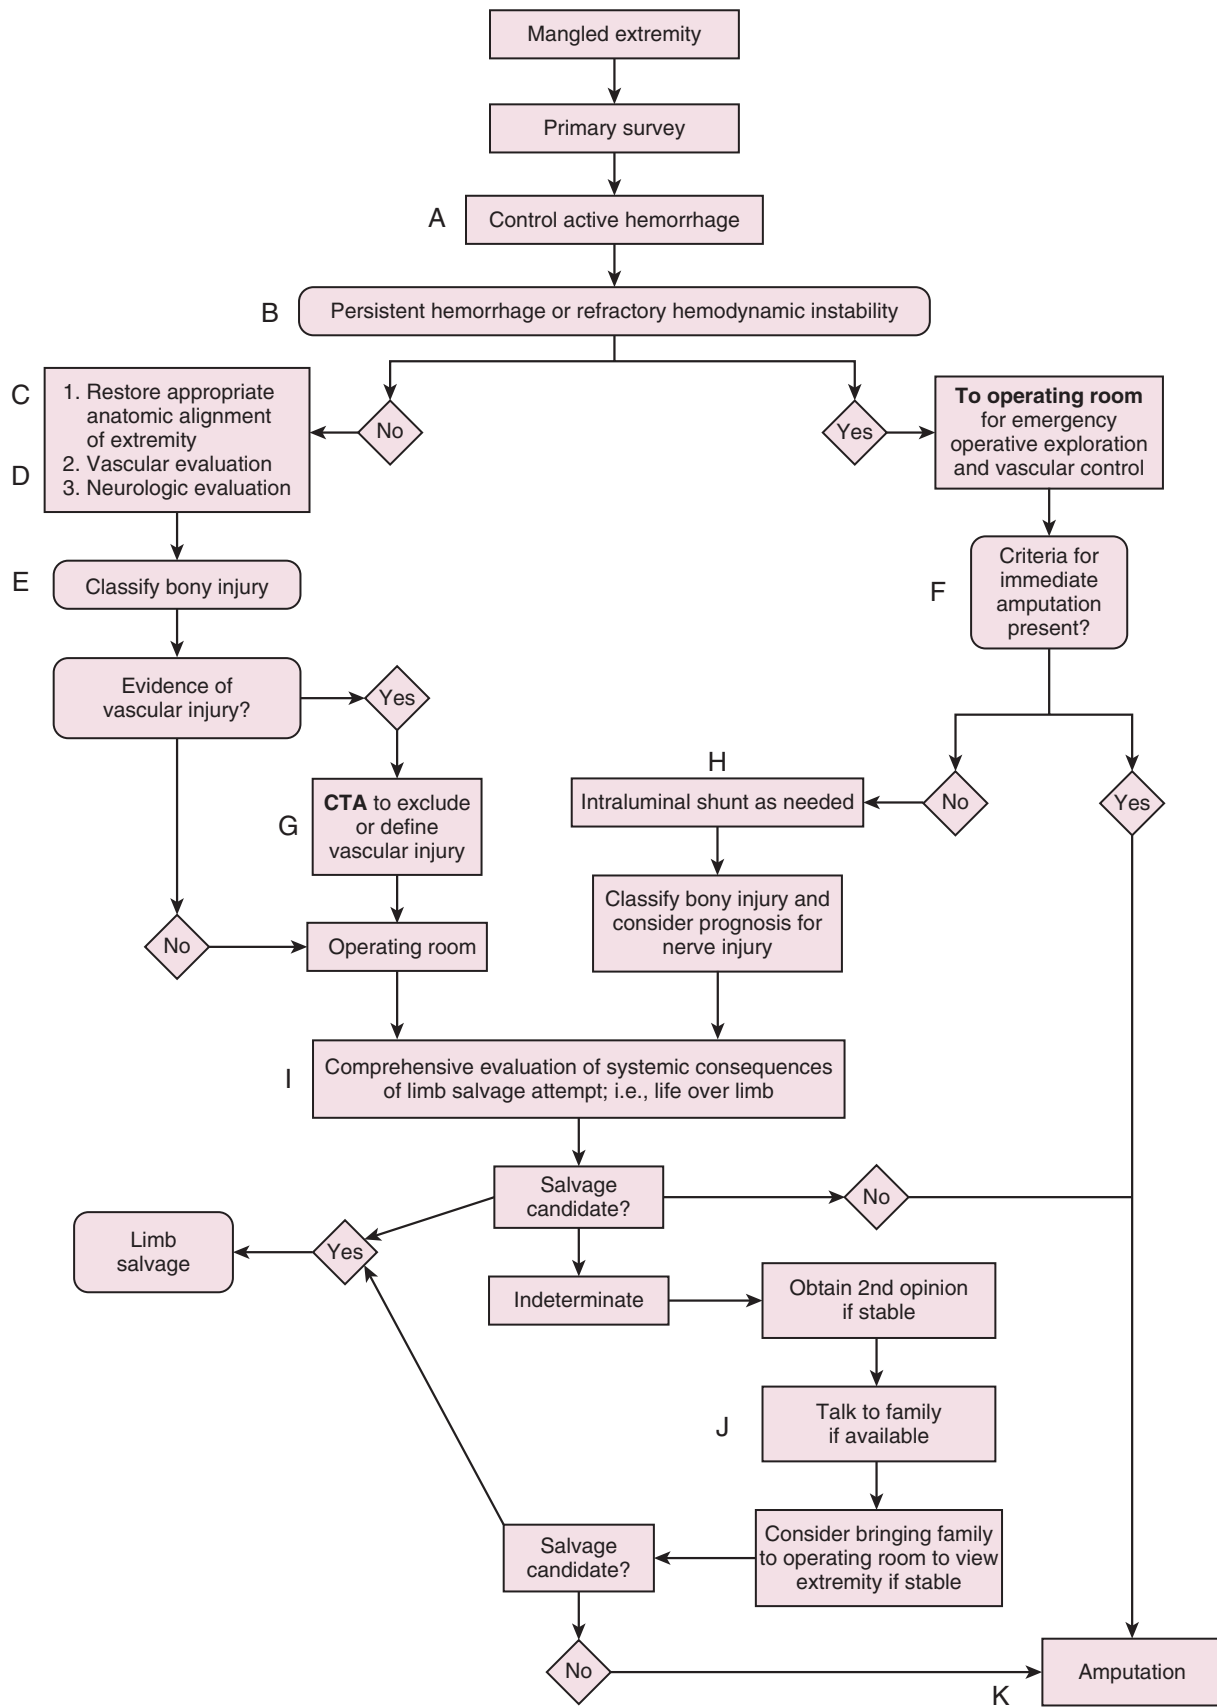 Mangled extremity
Primary survey
A
Control active hemorrhage
B
Persistent hemorrhage or refractory hemodynamic instability
C
1. Restore appropriate
anatomic alignment
of extremity
D
2. Vascular evaluation
3. Neurologic evaluation
No
Yes
To operating room
for emergency
operative exploration
and vascular control
E
Classify bony injury
F
Criteria for
immediate
amputation
present?
Evidence of
vascular injury?
Yes
G
CTA to exclude
or define
vascular injury
H
Intraluminal shunt as needed
No
Yes
Classify bony injury and
consider prognosis for
nerve injury
No
Operating room
I
Comprehensive evaluation of systemic consequences
of limb salvage attempt; i.e., life over limb
Salvage
candidate?
No
Limb
salvage
Yes
Indeterminate
Obtain 2nd opinion
if stable
J
Talk to family
if available
Consider bringing family
to operating room to view
extremity if stable
Salvage
candidate?
No
K
Amputation